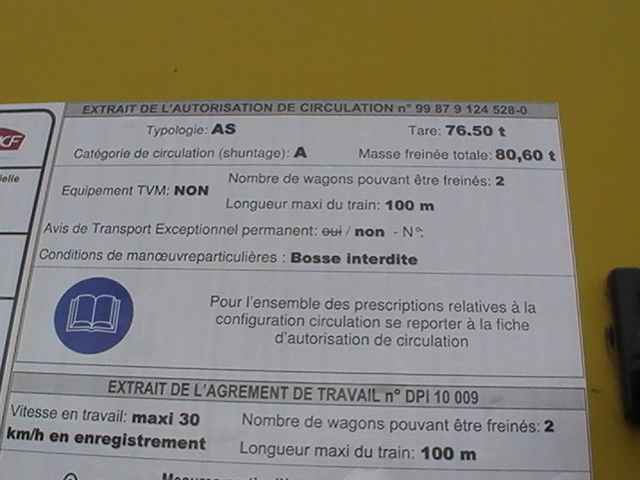 EXTRAIT DE L'AUTORISATION DE CIRCULATION n° 99 87 9 124 528-0
Typologie: AS Tare: 76.50 t
Catégorie de circulation (shuntage): A Masse freinée totale: 80,60 t
Equipement TVM: NON
Nombre de wagons pouvant être freinés: 2
Longueur maxi du train: 100 m
Avis de Transport Exceptionnel permanent: oui / non - N°:
Conditions de manœuvreparticulières : Bosse interdite
Pour l'ensemble des prescriptions relatives à la
configuration circulation se reporter à la fiche
d'autorisation de circulation
EXTRAIT DE L'AGREMENT DE TRAVAIL n° DPI 10 009
Vitesse en travail: maxi 30
km/h en enregistrement
Nombre de wagons pouvant être freinés: 2
Longueur maxi du train: 100 m